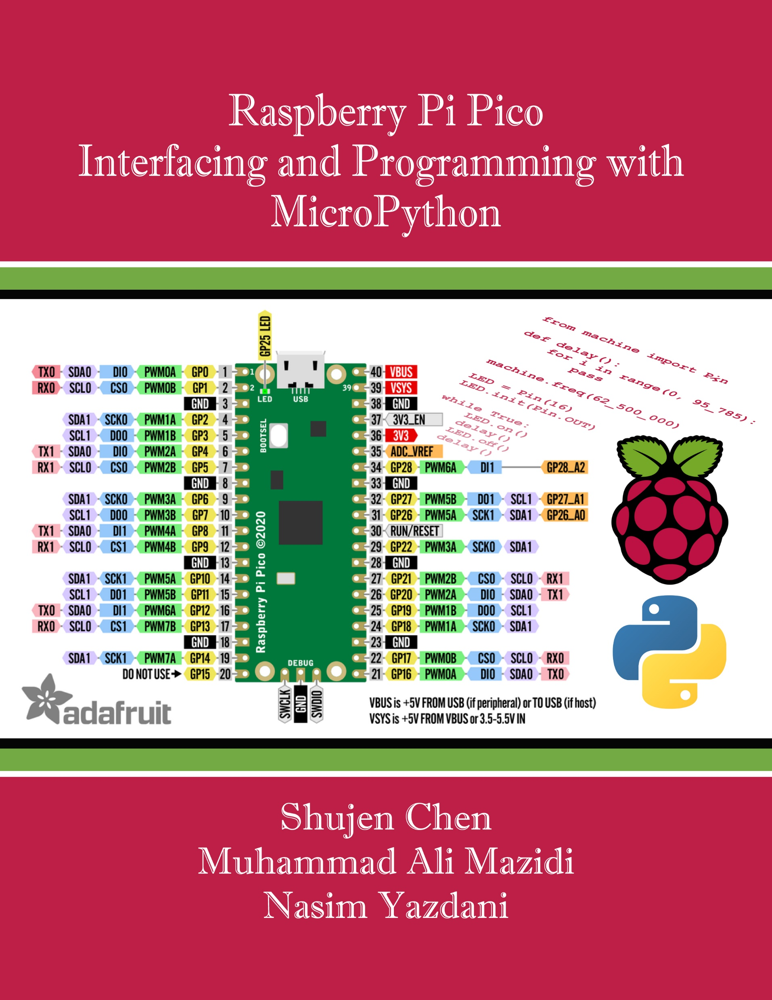 Raspberry Pi Pico
Interfacing and Programming with
MicroPython
GP25 LED
from machine import Pin
def delay():
for i in range(0, 95_785):
pass
machine.freq(62_500_000)
LED = Pin(16)
LED.init(Pin.OUT)
while True:
LED.on()
delay()
LED.off()
delay()
TX0 SDA0 DI0 PWM0A GP0 1 1 40 VBUS
RX0 SCL0 CS0 PWM0B GP1 2 2 39 39 VSYS
LED USB
GND 3 38 GND
SDA1 SCK0 PWM1A GP2 4 37 3V3_EN
BOOTSEL
SCL1 DO0 PWM1B GP3 5 36 3V3
TX1 SDA0 DI0 PWM2A GP4 6 35 ADC_VREF
RX1 SCL0 CS0 PWM2B GP5 7 34 GP28 PWM6A DI1 GP28_A2
GND 8 33 GND
SDA1 SCK0 PWM3A GP6 9 32 GP27 PWM5B DO1 SCL1 GP27_A1
SCL1 DO0 PWM3B GP7 10 31 GP26 PWM5A SCK1 SDA1 GP26_A0
TX1 SDA0 DI1 PWM4A GP8 11 30 RUN/RESET
RX1 SCL0 CS1 PWM4B GP9 12 29 GP22 PWM3A SCK0 SDA1
GND 13 28 GND
Raspberry Pi Pico ©2020
SDA1 SCK1 PWM5A GP10 14 27 GP21 PWM2B CS0 SCL0 RX1
SCL1 DO1 PWM5B GP11 15 26 GP20 PWM2A DI0 SDA0 TX1
TX0 SDA0 DI1 PWM6A GP12 16 25 GP19 PWM1B DO0 SCL1
RX0 SCL0 CS1 PWM7B GP13 17 24 GP18 PWM1A SCK0 SDA1
GND 18 23 GND
SDA1 SCK1 PWM7A GP14 19 22 GP17 PWM0B CS0 SCL0 RX0
DEBUG
DO NOT USE→ GP15 20 21 GP16 PWM0A DI0 SDA0 TX0
SWCLK GND SWDIO
adafruit
VBUS is +5V FROM USB (if peripheral) or TO USB (if host)
VSYS is +5V FROM VBUS or 3.5-5.5V IN
Shujen Chen
Muhammad Ali Mazidi
Nasim Yazdani